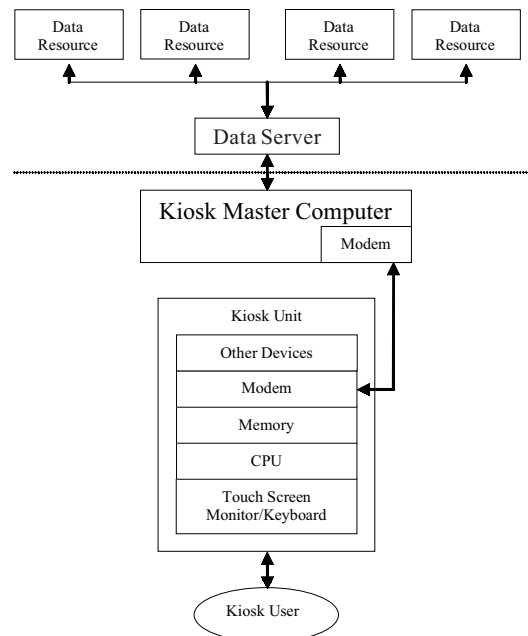 Data
Resource
Data
Resource
Data
Resource
Data
Resource
Data Server
Kiosk Master Computer
Modem
Kiosk Unit
Other Devices
Modem
Memory
CPU
Touch Screen
Monitor/Keyboard
Kiosk User